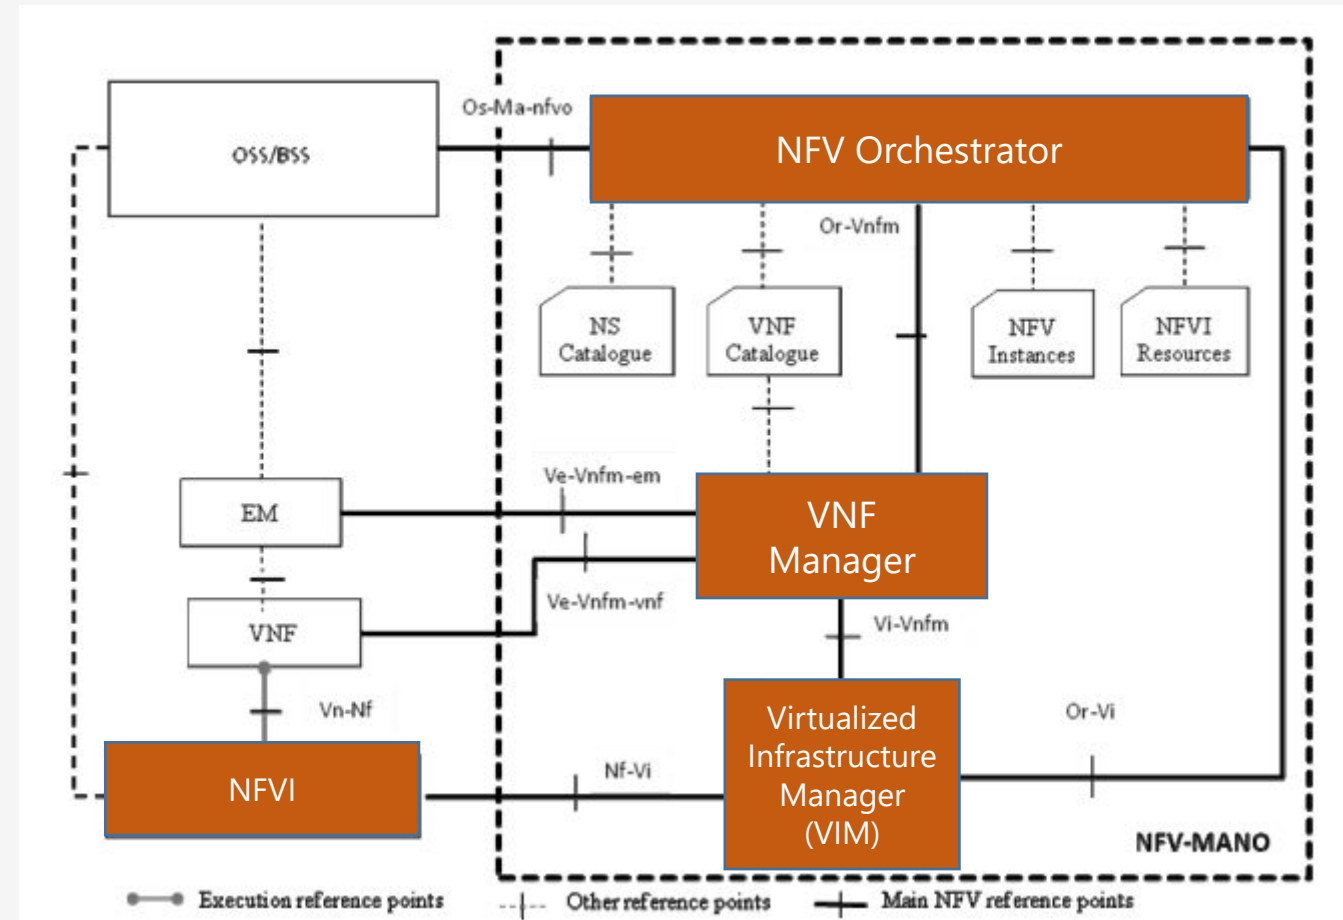 Os-Ma-nfvo
OSS/BSS
NFV Orchestrator
Or-Vnfm
NS
Catalogue
VNF
Catalogue
NFV
Instances
NFVI
Resources
Ve-Vnfm-em
EM
VNF
Manager
Ve-Vnfm-vnf
VNF
Vi-Vnfm
Vn-Nf
Virtualized
Infrastructure
Manager
(VIM)
Or-Vi
Nf-Vi
NFVI
NFV-MANO
Execution reference points
Other reference points
Main NFV reference points